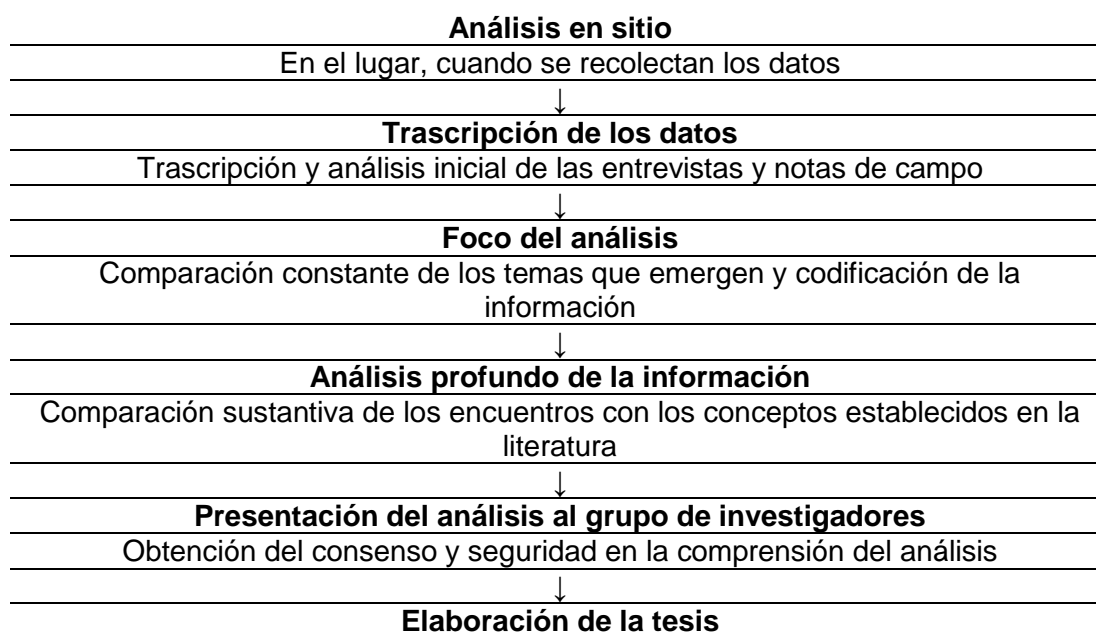 Análisis en sitio
En el lugar, cuando se recolectan los datos
↓
Trascripción de los datos
Trascripción y análisis inicial de las entrevistas y notas de campo
↓
Foco del análisis
Comparación constante de los temas que emergen y codificación de la
información
↓
Análisis profundo de la información
Comparación sustantiva de los encuentros con los conceptos establecidos en la
literatura
↓
Presentación del análisis al grupo de investigadores
Obtención del consenso y seguridad en la comprensión del análisis
↓
Elaboración de la tesis